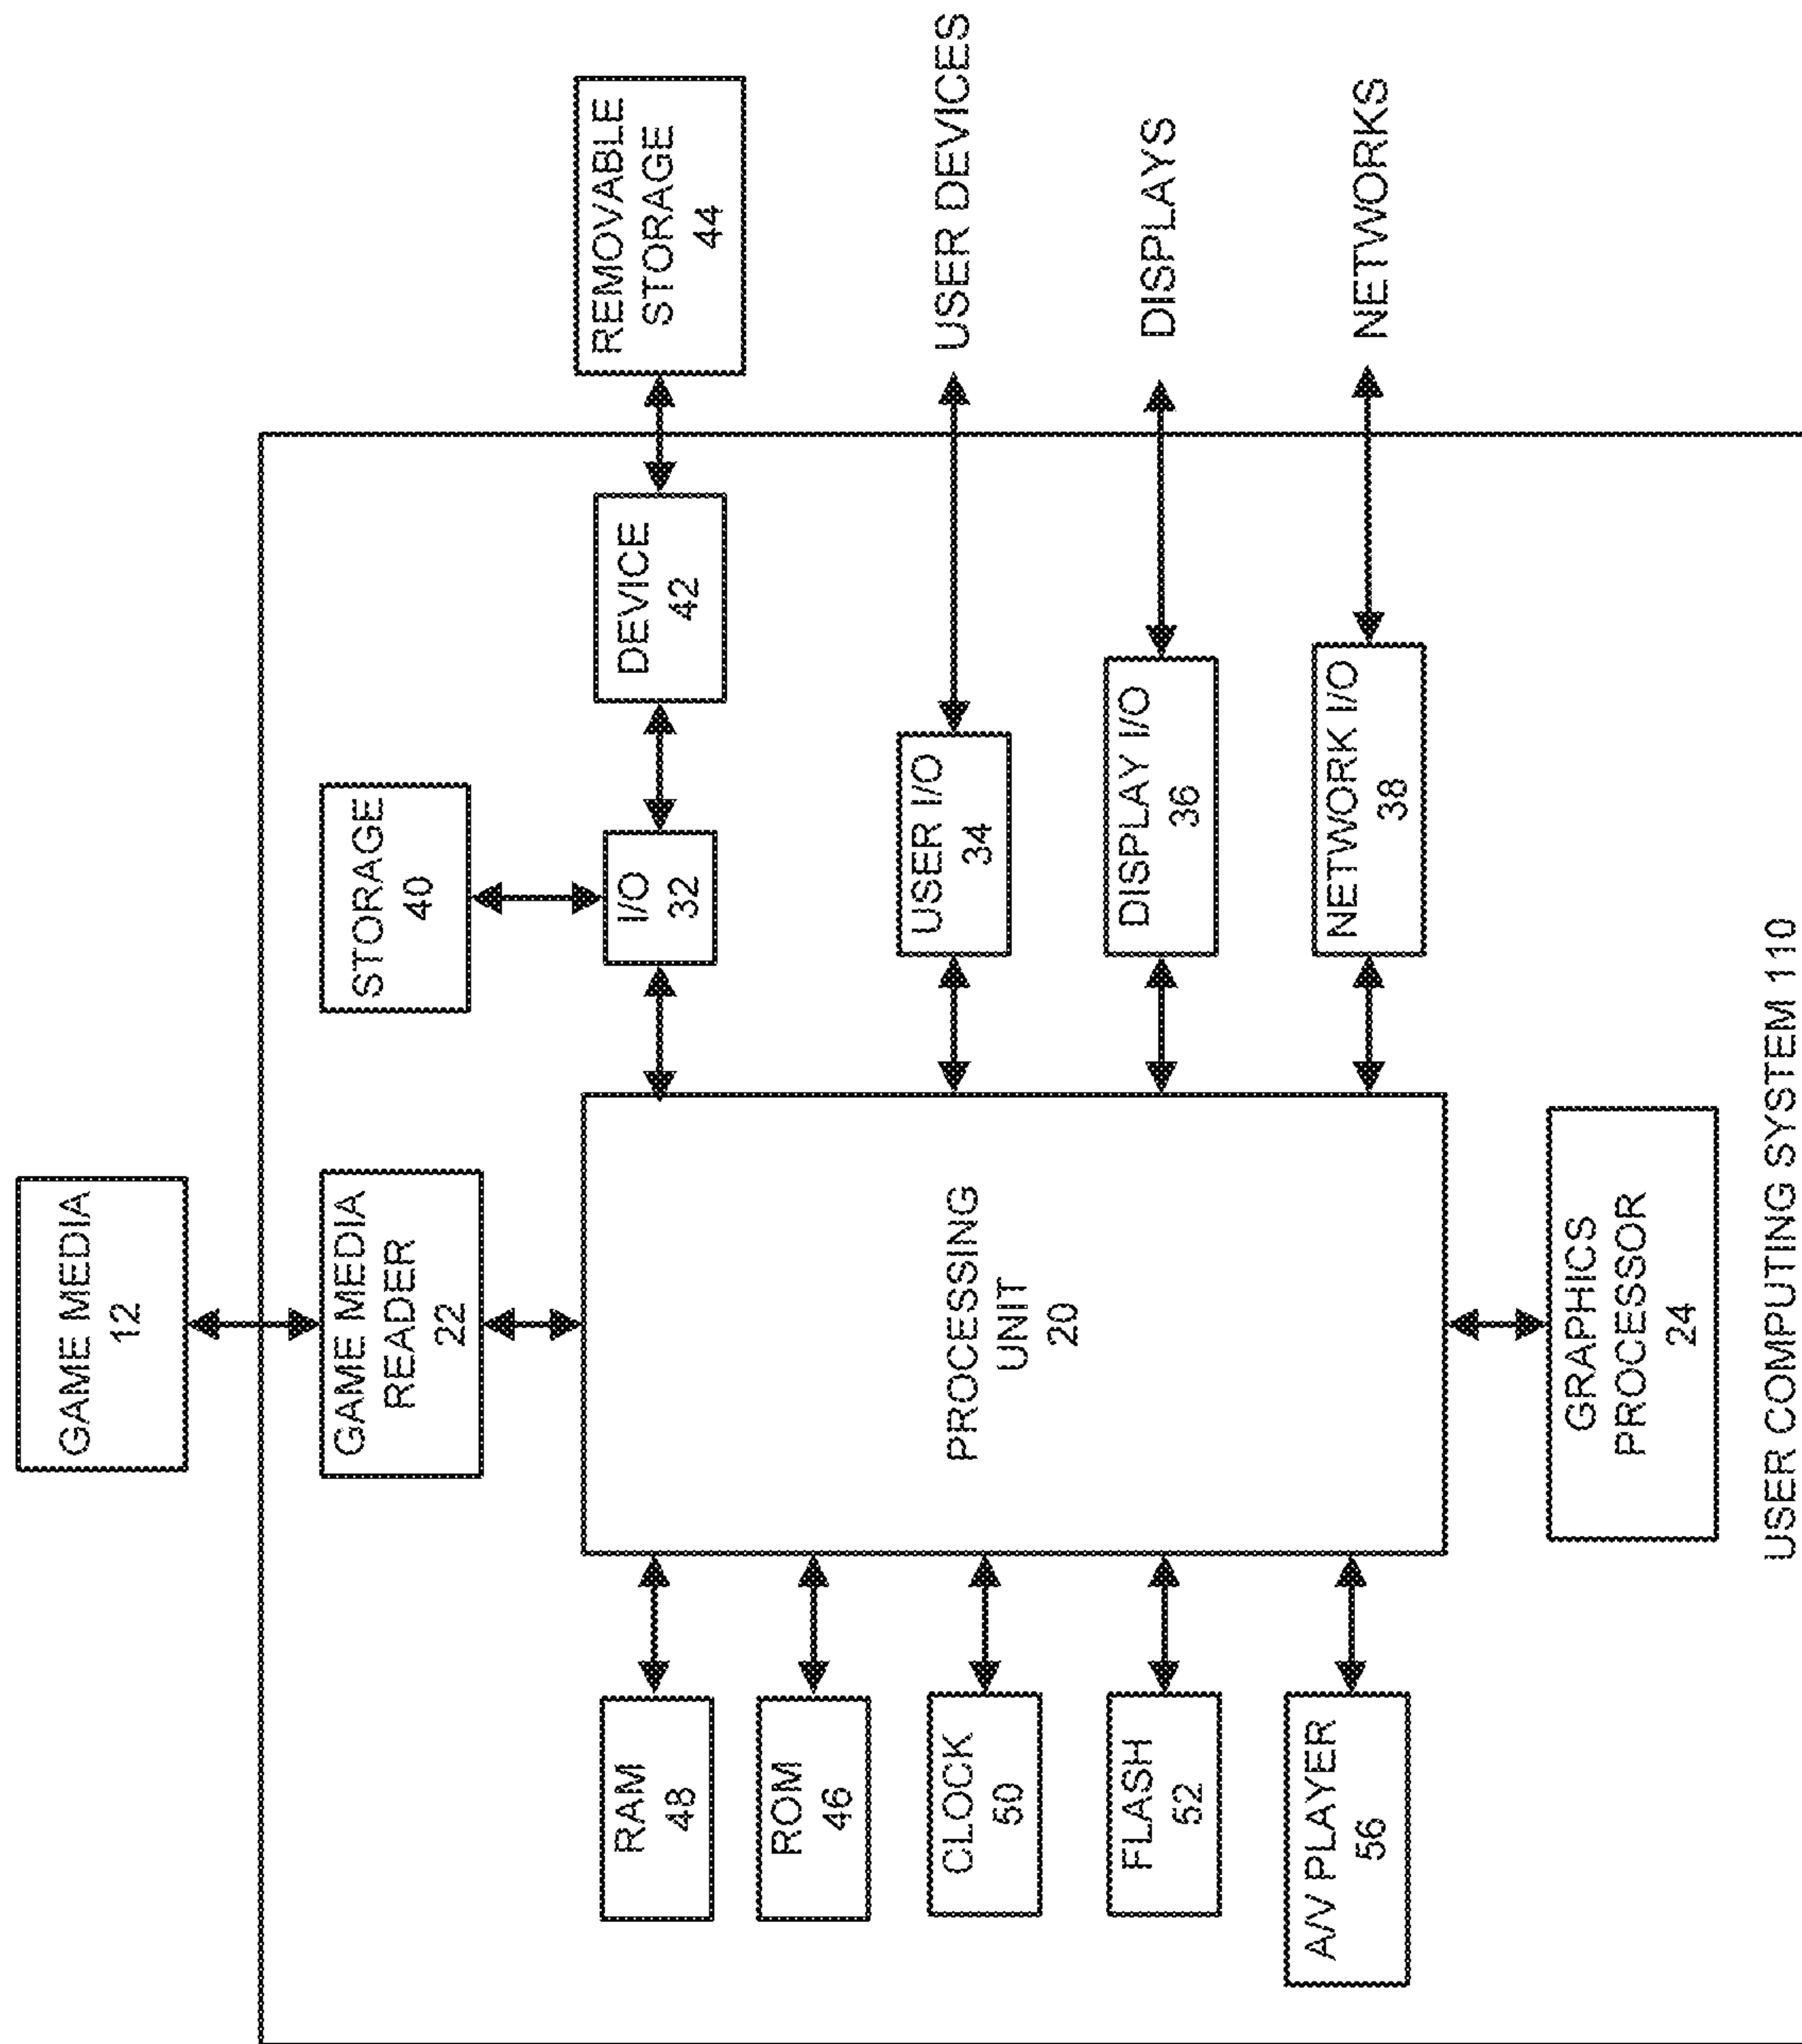 GAME MEDIA
12
GAME MEDIA
READER
22
STORAGE
40
RAM
48
I/O
32
DEVICE
42
REMOVABLE
STORAGE
44
ROM
46
CLOCK
50
PROCESSING
UNIT
20
USER I/O
34
USER DEVICES
FLASH
52
DISPLAY I/O
36
DISPLAYS
A/V PLAYER
56
NETWORK I/O
38
NETWORKS
GRAPHICS
PROCESSOR
24
USER COMPUTING SYSTEM 110